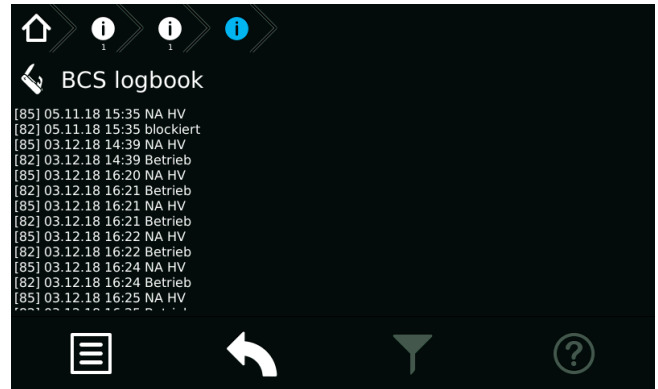 1
1
BCS logbook
[85] 05.11.18 15:35 NA HV
[82] 05.11.18 15:35 blockiert
[85] 03.12.18 14:39 NA HV
[82] 03.12.18 14:39 Betrieb
[85] 03.12.18 16:20 NA HV
[82] 03.12.18 16:21 Betrieb
[85] 03.12.18 16:21 NA HV
[82] 03.12.18 16:21 Betrieb
[85] 03.12.18 16:22 NA HV
[82] 03.12.18 16:22 Betrieb
[85] 03.12.18 16:24 NA HV
[82] 03.12.18 16:24 Betrieb
[85] 03.12.18 16:25 NA HV